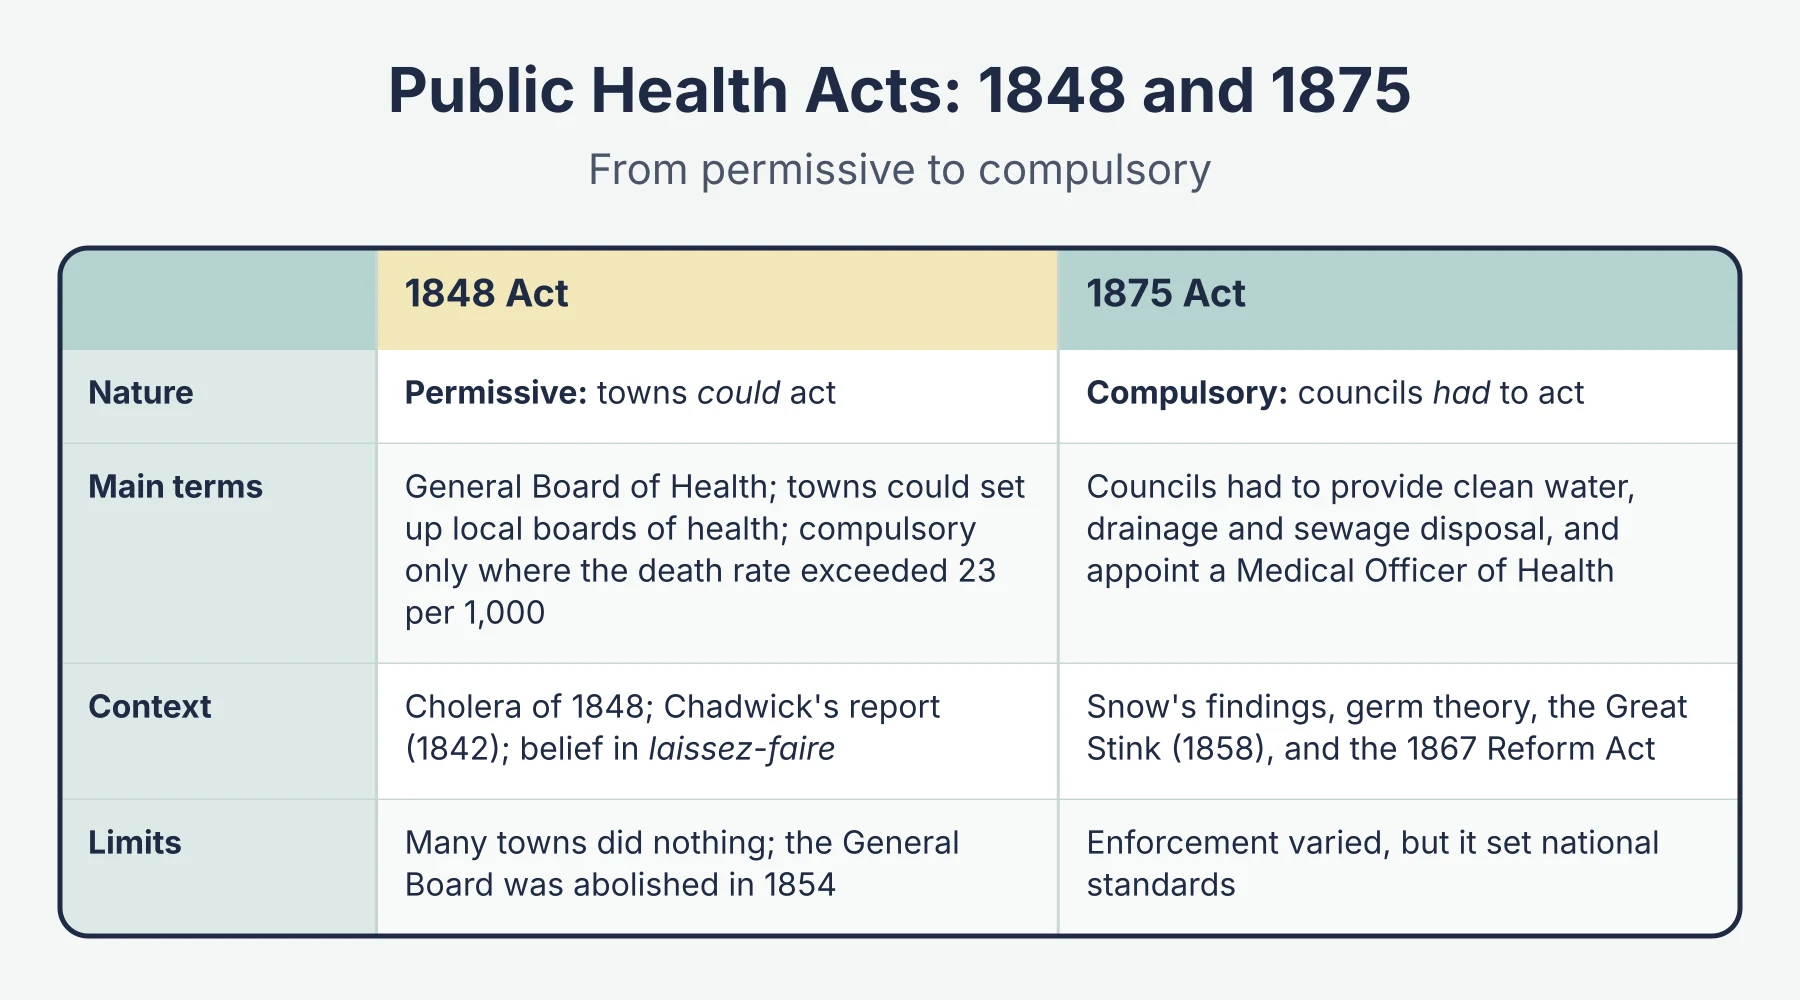 Public Health Acts: 1848 and 1875
From permissive to compulsory
1848 Act
1875 Act
Nature
Permissive: towns could act
Compulsory: councils had to act
Main terms
General Board of Health; towns could set
up local boards of health; compulsory
only where the death rate exceeded 23
per 1,000
Councils had to provide clean water,
drainage and sewage disposal, and
appoint a Medical Officer of Health
Context
Cholera of 1848; Chadwick's report
(1842); belief in laissez-faire
Snow's findings, germ theory, the Great
Stink (1858), and the 1867 Reform Act
Limits
Many towns did nothing; the General
Board was abolished in 1854
Enforcement varied, but it set national
standards